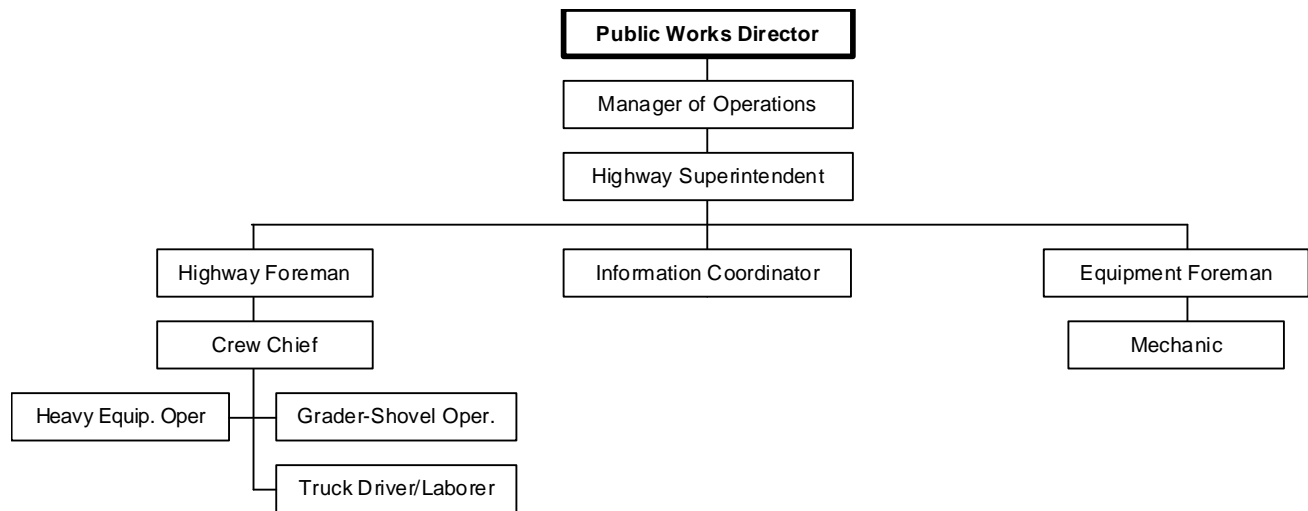 Public Works Director
Manager of Operations
Highway Superintendent
Highway Foreman
Information Coordinator
Equipment Foreman
Crew Chief
Mechanic
Heavy Equip. Oper
Grader-Shovel Oper.
Truck Driver/Laborer